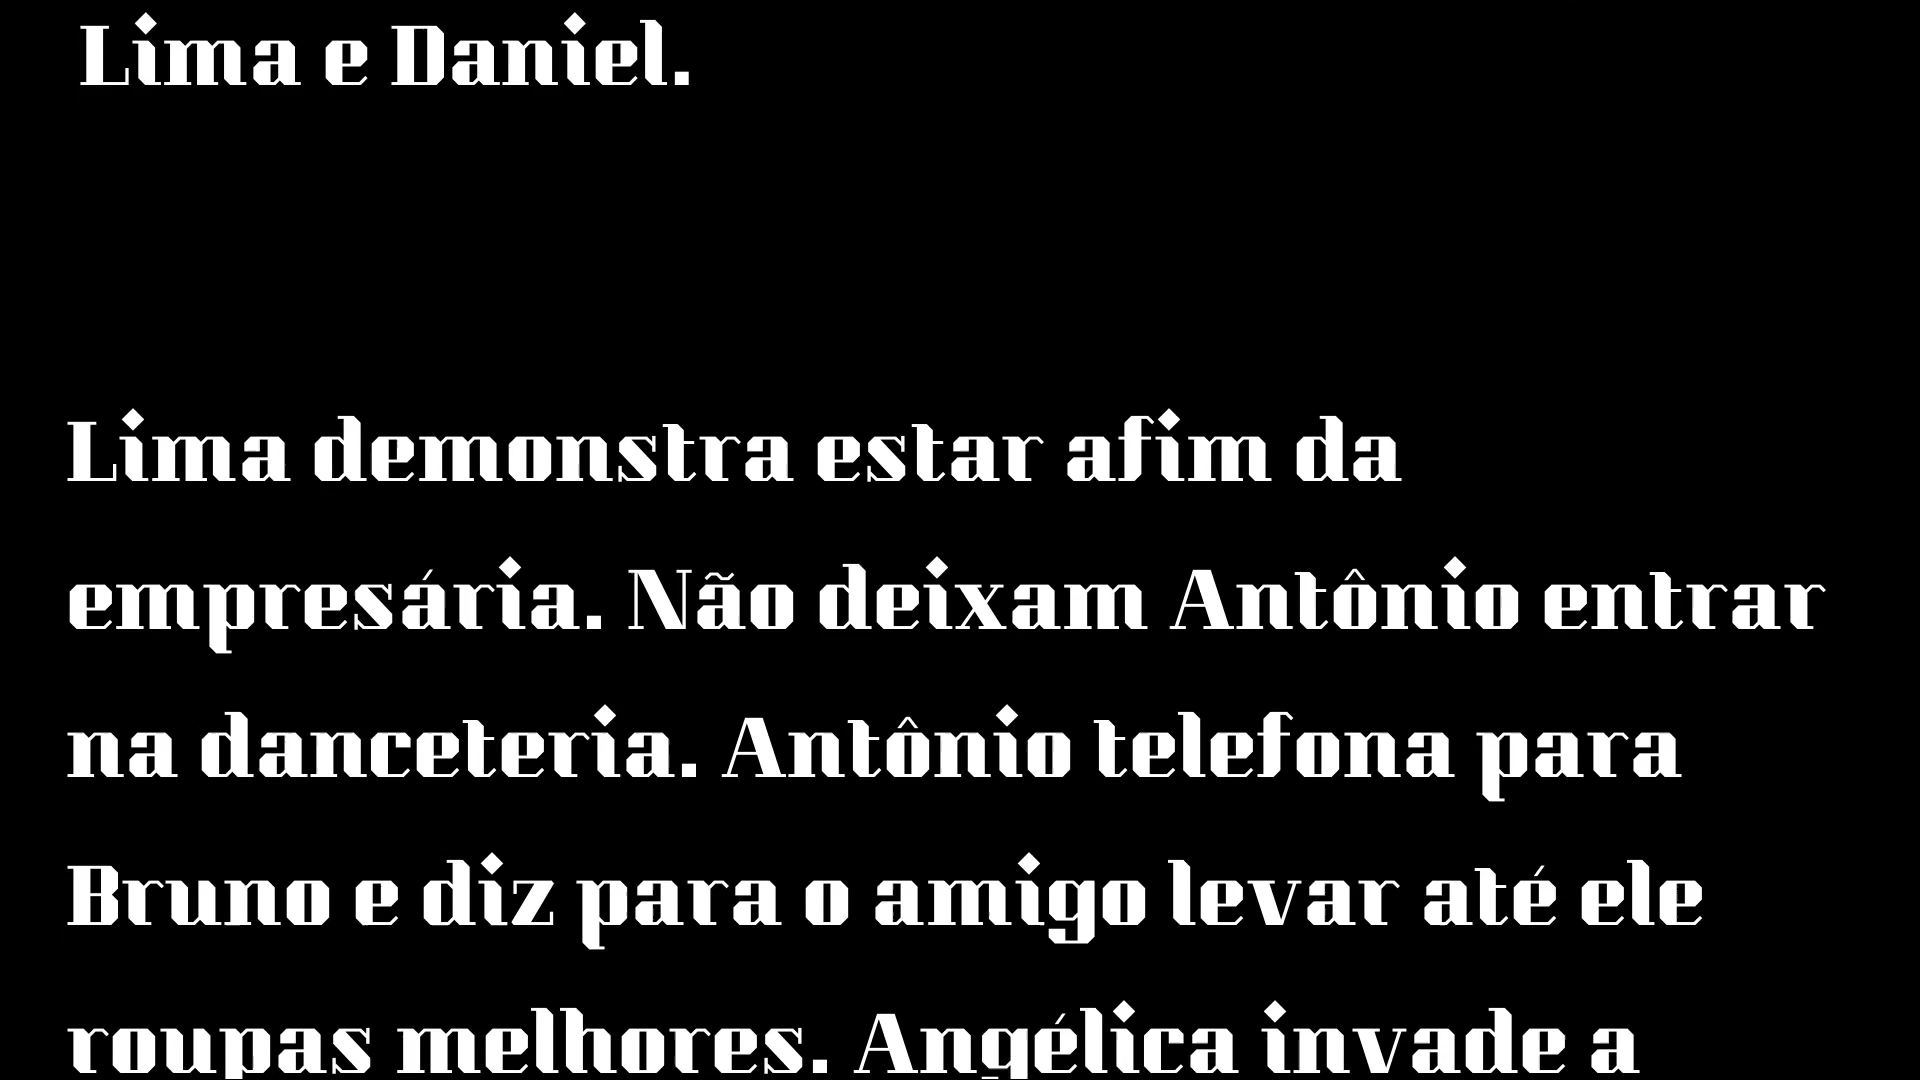 Lima e Daniel.
Lima demonstra estar afim da
empresária. Não deixam Antônio entrar
na danceteria. Antônio telefona para
Bruno e diz para o amigo levar até ele
roupas melhores. Angélica invade a